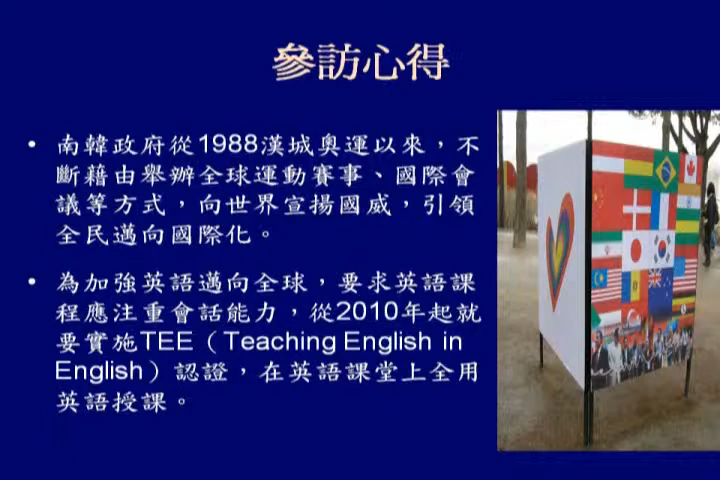 參訪心得
• 南韓政府從1988漢城奧運以來，不
斷藉由舉辦全球運動賽事、國際會
議等方式，向世界宣揚國威，引領
全民邁向國際化。
• 為加強英語邁向全球，要求英語課
程應注重會話能力，從2010年起就
要實施TEE（Teaching English in
English）認證，在英語課堂上全用
英語授課。